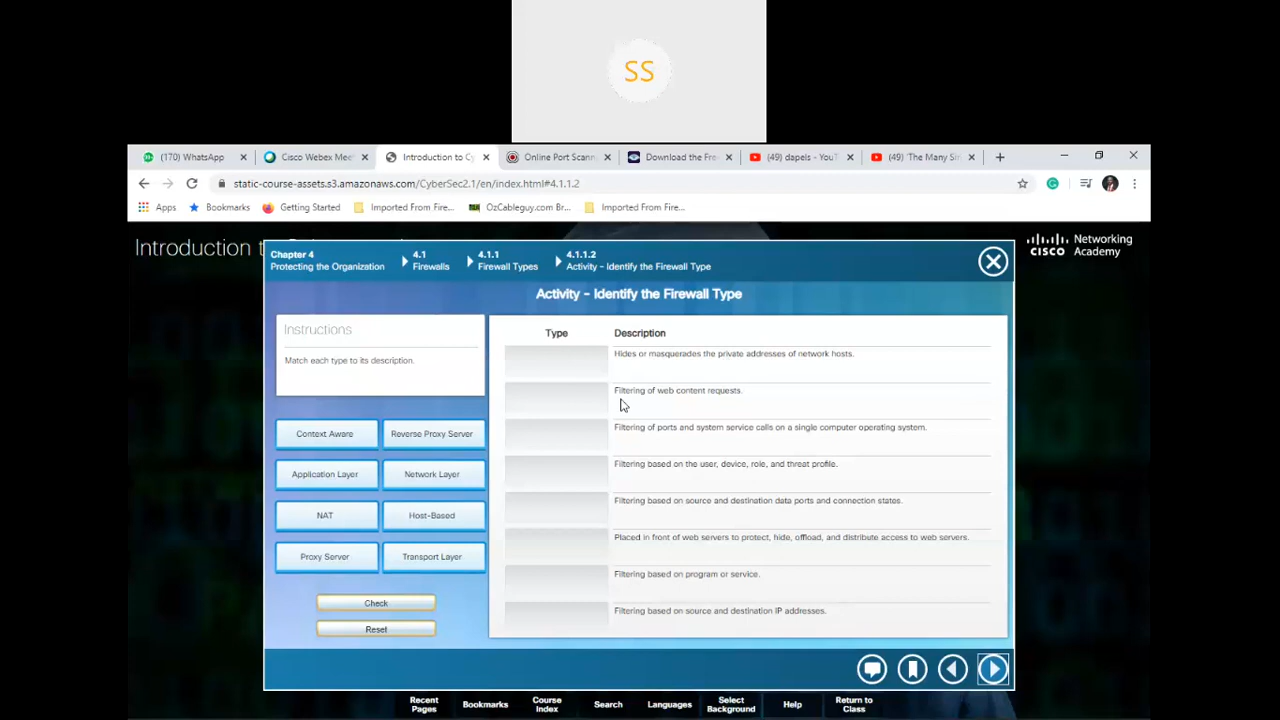 SS
(170) WhatsApp
Cisco Webex Mee
Introduction to Cy
Online Port Scann
Download the Fre
(49) dapels - YouT
(49) 'The Many Sin
static-course-assets.s3.amazonaws.com/CyberSec2.1/en/index.html#4.1.1.2
Apps
Bookmarks
Getting Started
Imported From Fire...
OzCableguy.com Br...
Imported From Fire...
Introduction t
CISCO
Networking
Academy
Chapter 4
Protecting the Organization
4.1
Firewalls
4.1.1
Firewall Types
4.1.1.2
Activity - Identify the Firewall Type
Activity - Identify the Firewall Type
Instructions
Match each type to its description.
Context Aware
Reverse Proxy Server
Application Layer
Network Layer
NAT
Host-Based
Proxy Server
Transport Layer
Check
Reset
Type
Description
Hides or masquerades the private addresses of network hosts.
Filtering of web content requests.
Filtering of ports and system service calls on a single computer operating system.
Filtering based on the user, device, role, and threat profile.
Filtering based on source and destination data ports and connection states.
Placed in front of web servers to protect, hide, offload, and distribute access to web servers.
Filtering based on program or service.
Filtering based on source and destination IP addresses.
Recent Pages
Bookmarks
Course Index
Search
Languages
Select Background
Help
Return to Class